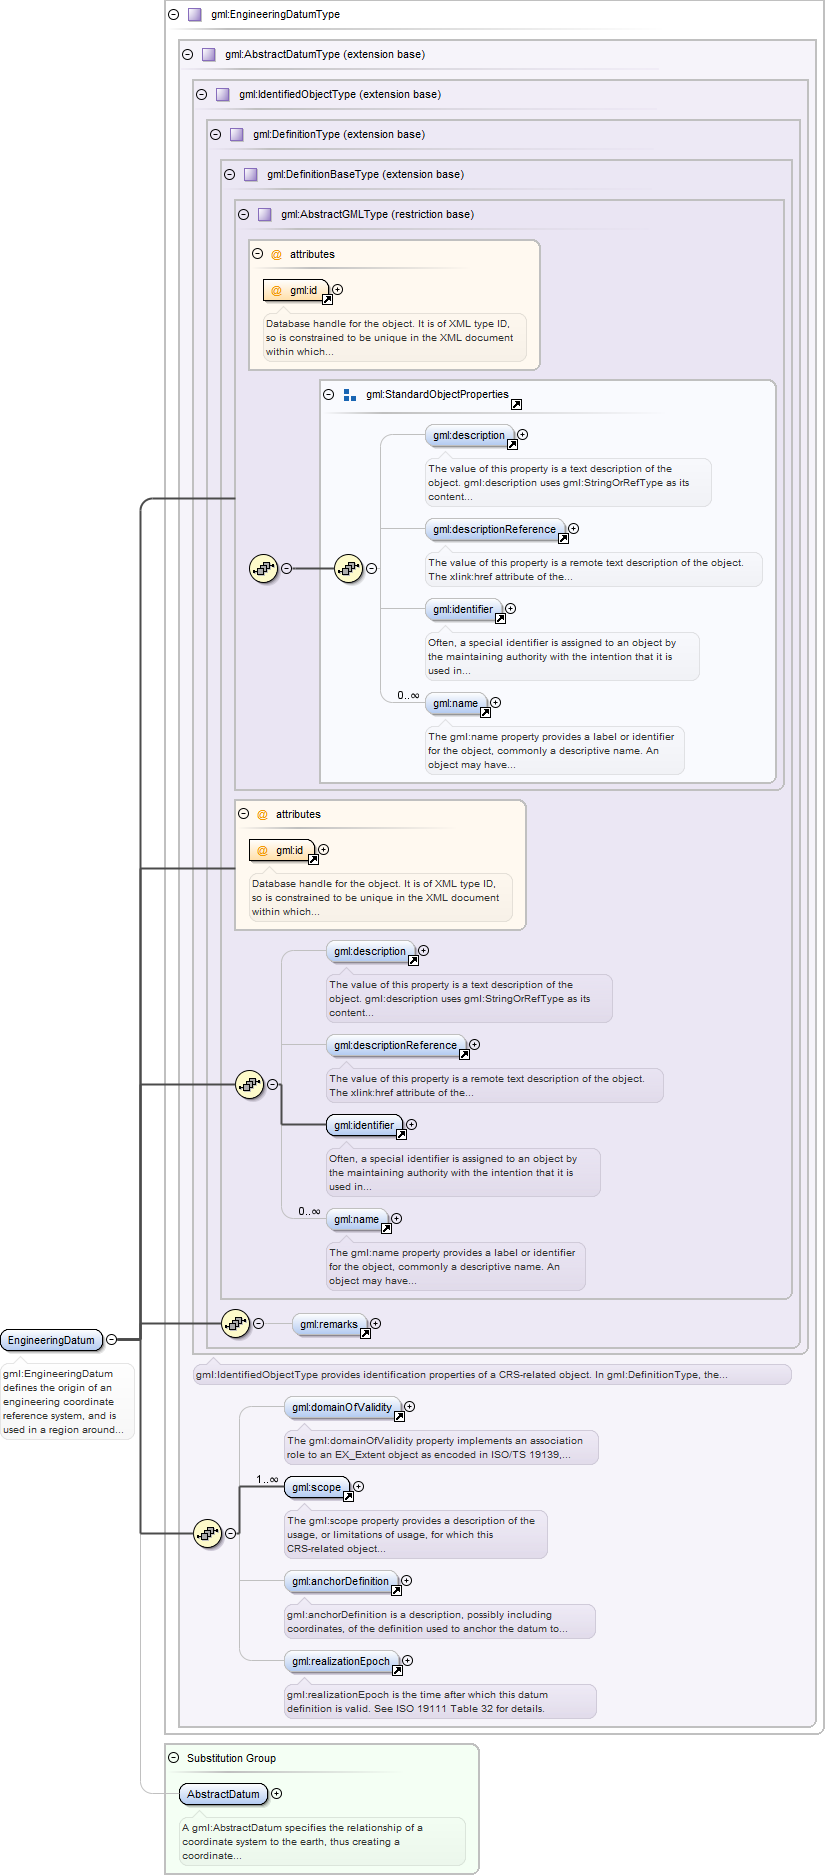 gml:EngineeringDatumType
gml:AbstractDatumType (extension base)
gml:IdentifiedObjectType (extension base)
gml:DefinitionType (extension base)
gml:DefinitionBaseType (extension base)
gml:AbstractGMLType (restriction base)
@ attributes
@ gml:id
Database handle for the object. It is of XML type ID,
so is constrained to be unique in the XML document
within which...
gml:StandardObjectProperties
gml:description
The value of this property is a text description of the
object. gml:description uses gml:StringOrRefType as its
content...
gml:descriptionReference
The value of this property is a remote text description of the object.
The xlink:href attribute of the...
gml:identifier
Often, a special identifier is assigned to an object by
the maintaining authority with the intention that it is
used in...
0..∞
gml:name
The gml:name property provides a label or identifier
for the object, commonly a descriptive name. An
object may have...
@ attributes
@ gml:id
Database handle for the object. It is of XML type ID,
so is constrained to be unique in the XML document
within which...
gml:description
The value of this property is a text description of the
object. gml:description uses gml:StringOrRefType as its
content...
gml:descriptionReference
The value of this property is a remote text description of the object.
The xlink:href attribute of the...
gml:identifier
Often, a special identifier is assigned to an object by
the maintaining authority with the intention that it is
used in...
0..∞
gml:name
The gml:name property provides a label or identifier
for the object, commonly a descriptive name. An
object may have...
gml:remarks
EngineeringDatum
gml:EngineeringDatum
defines the origin of an
engineering coordinate
reference system, and is
used in a region around...
gml:IdentifiedObjectType provides identification properties of a CRS-related object. In gml:DefinitionType, the...
gml:domainOfValidity
The gml:domainOfValidity property implements an association
role to an EX_Extent object as encoded in ISO/TS 19139,...
1..∞
gml:scope
The gml:scope property provides a description of the
usage, or limitations of usage, for which this
CRS-related object...
gml:anchorDefinition
gml:anchorDefinition is a description, possibly including
coordinates, of the definition used to anchor the datum to...
gml:realizationEpoch
gml:realizationEpoch is the time after which this datum
definition is valid. See ISO 19111 Table 32 for details.
Substitution Group
AbstractDatum
A gml:AbstractDatum specifies the relationship of a
coordinate system to the earth, thus creating a
coordinate...